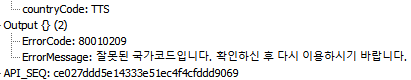 countryCode: TTS
Output {} (2)
ErrorCode: 80010209
ErrorMessage: 잘못된 국가코드입니다. 확인하신 후 다시 이용하시기 바랍니다.
API_SEQ: ce027ddd5e14333e51ec4f4cfddd9069